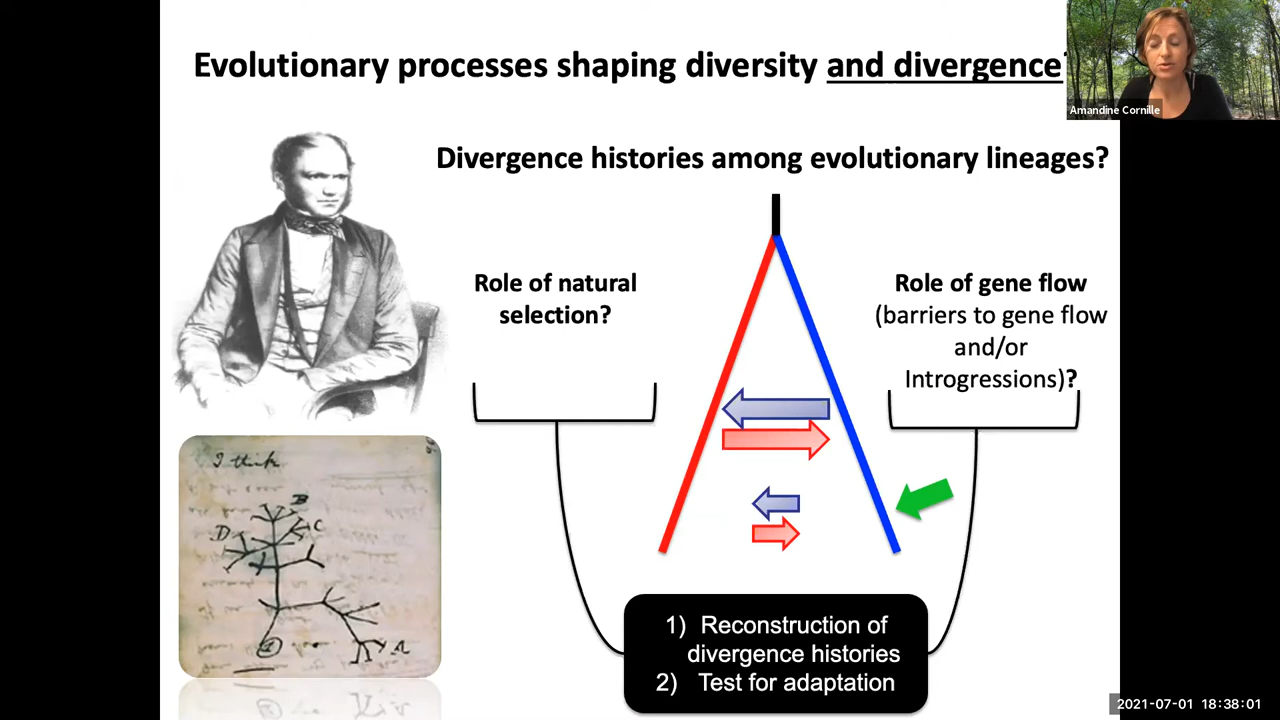 Evolutionary processes shaping diversity and divergence?
Amandine Cornille
Divergence histories among evolutionary lineages?
Role of natural
selection?
Role of gene flow
(barriers to gene flow
and/or
Introgressions)?
I think
B
D
C
A
1
1) Reconstruction of
divergence histories
2) Test for adaptation
2021-07-01 18:38:01